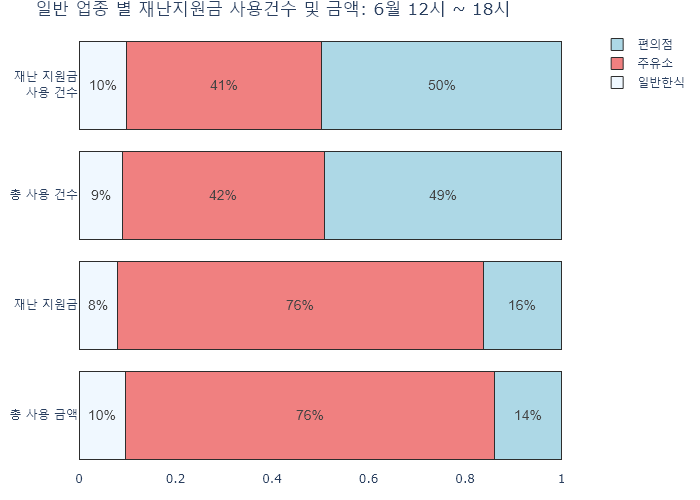 일반 업종 별 재난지원금 사용건수 및 금액: 6월 12시 ~ 18시
편의점
주유소
일반한식
재난 지원금
사용 건수
10% 41% 50%
총 사용 건수
9% 42% 49%
재난 지원금
8% 76% 16%
총 사용 금액
10% 76% 14%
0 0.2 0.4 0.6 0.8 1